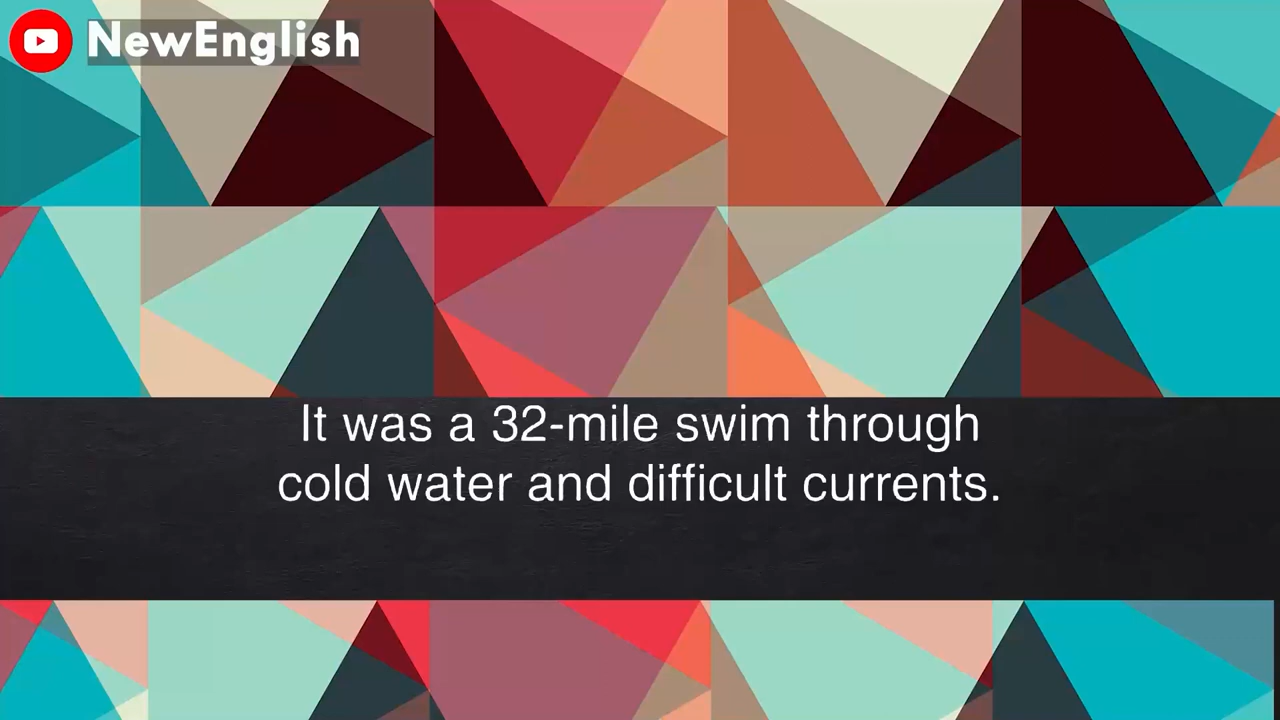 NewEnglish
It was a 32-mile swim through
cold water and difficult currents.